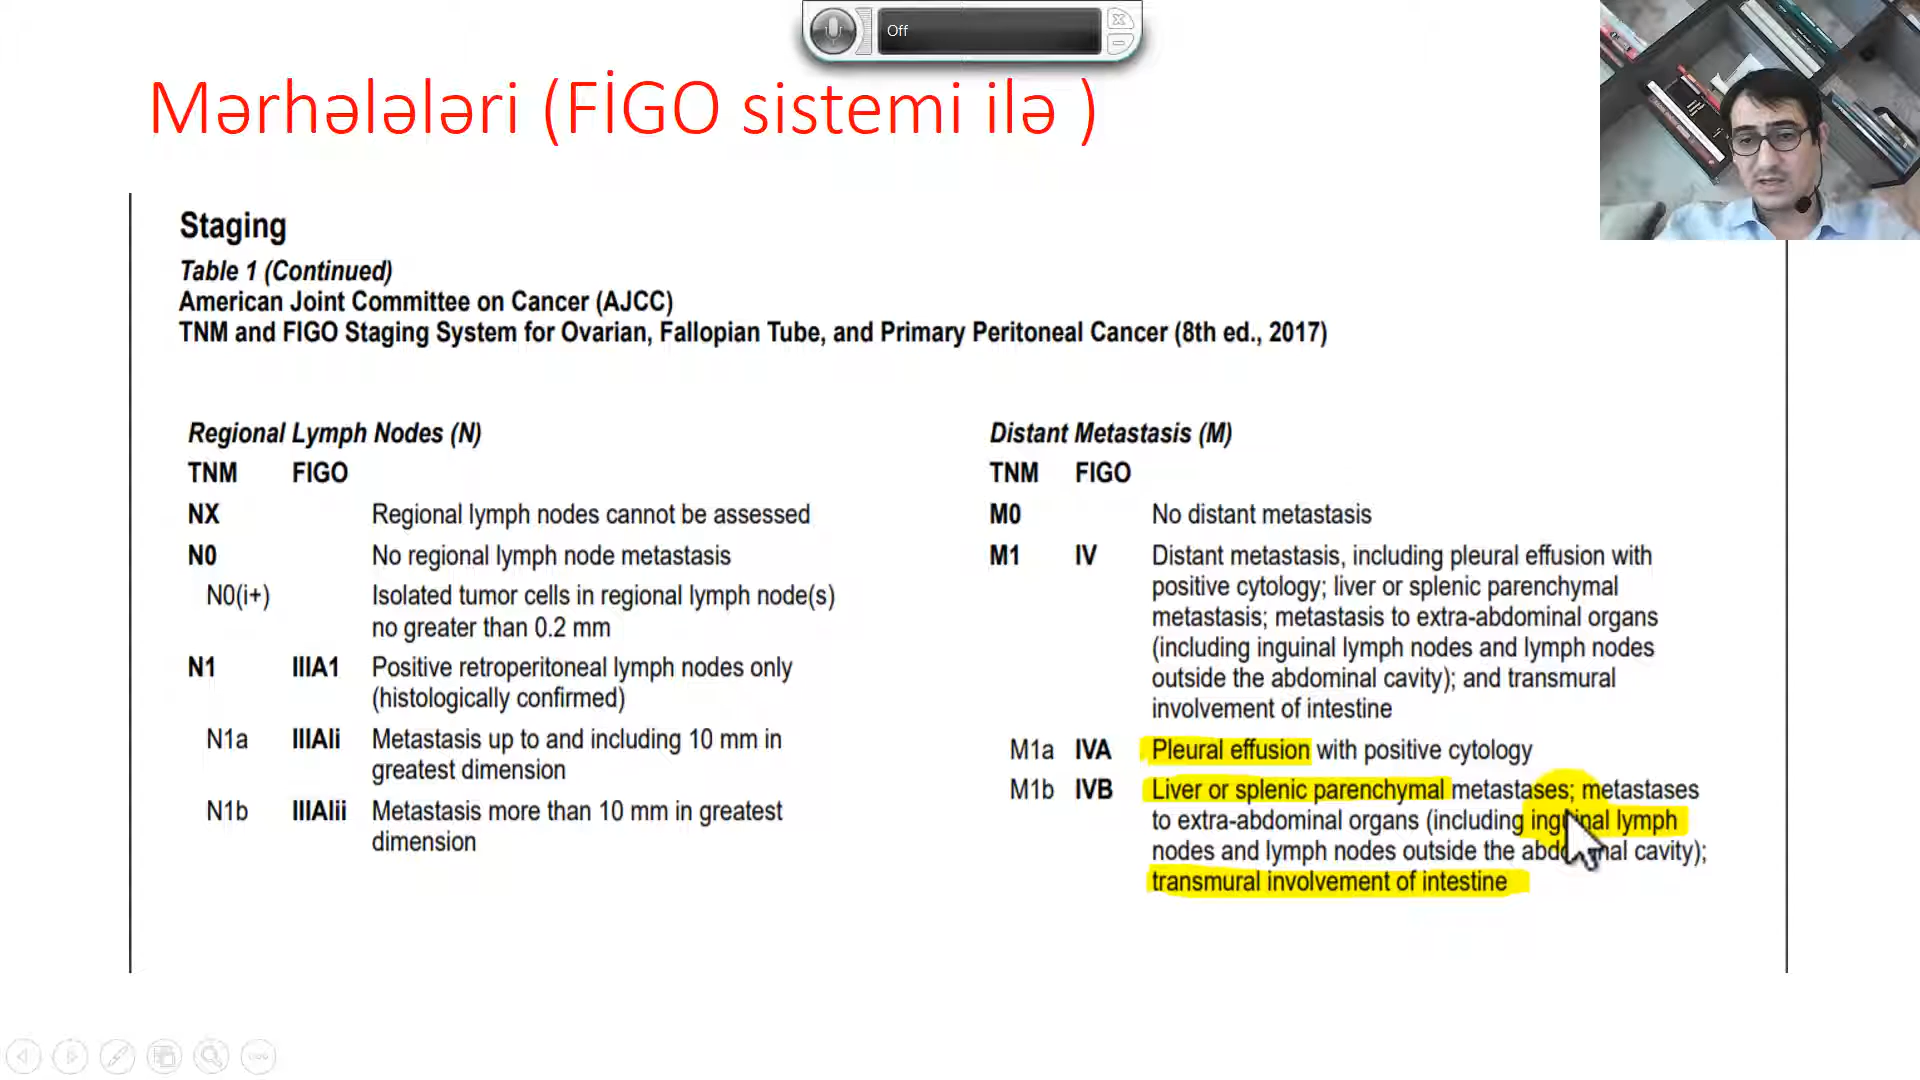 Off
Mərhələləri (FİGO sistemi ilə )
Staging
Table 1 (Continued)
American Joint Committee on Cancer (AJCC)
TNM and FIGO Staging System for Ovarian, Fallopian Tube, and Primary Peritoneal Cancer (8th ed., 2017)
Regional Lymph Nodes (N)
TNM FIGO
NX Regional lymph nodes cannot be assessed
N0 No regional lymph node metastasis
N0(i+) Isolated tumor cells in regional lymph node(s)
no greater than 0.2 mm
N1 IIIA1 Positive retroperitoneal lymph nodes only
(histologically confirmed)
N1a IIIAIi Metastasis up to and including 10 mm in
greatest dimension
N1b IIIAIii Metastasis more than 10 mm in greatest
dimension
Distant Metastasis (M)
TNM FIGO
M0 No distant metastasis
M1 IV Distant metastasis, including pleural effusion with
positive cytology; liver or splenic parenchymal
metastasis; metastasis to extra-abdominal organs
(including inguinal lymph nodes and lymph nodes
outside the abdominal cavity); and transmural
involvement of intestine
M1a IVA Pleural effusion with positive cytology
M1b IVB Liver or splenic parenchymal metastases; metastases
to extra-abdominal organs (including inguinal lymph
nodes and lymph nodes outside the abdominal cavity);
transmural involvement of intestine